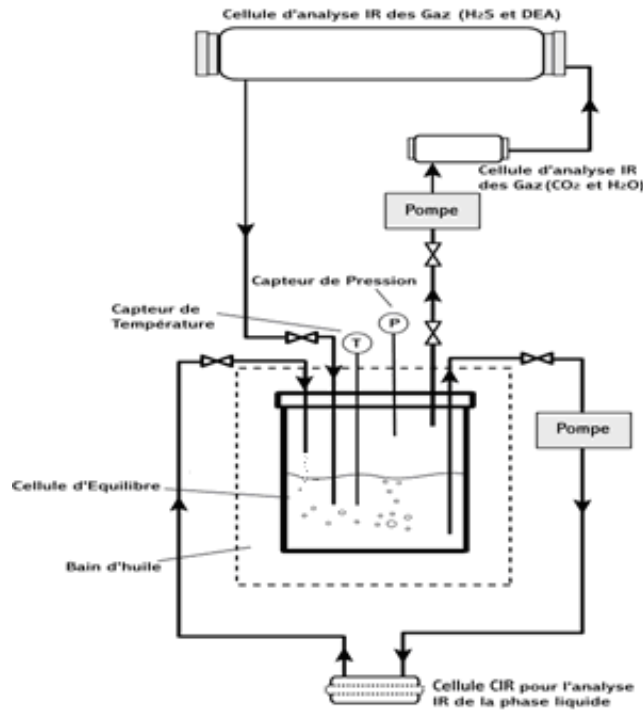 Cellule d'analyse IR des Gaz (H2S et DEA)
Cellule d'analyse IR
des Gaz (CO2 et H2O)
Pompe
Capteur de Pression
Capteur de
Température
P
T
Pompe
Cellule d'Equilibre
Bain d'huile
Cellule CIR pour l'analyse
IR de la phase liquide